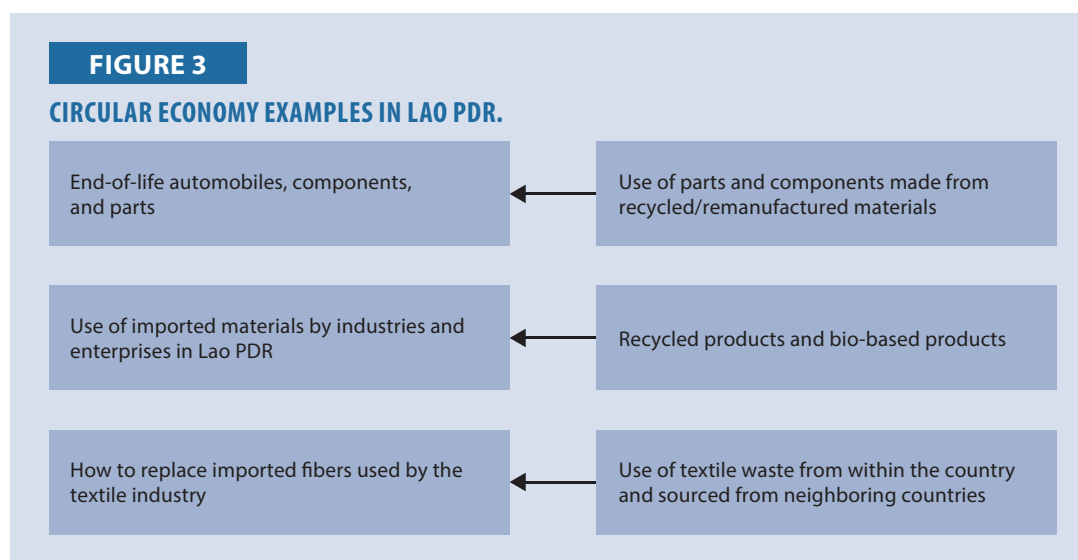 FIGURE 3
CIRCULAR ECONOMY EXAMPLES IN LAO PDR.
End-of-life automobiles, components,
and parts
Use of parts and components made from
recycled/remanufactured materials
Use of imported materials by industries and
enterprises in Lao PDR
Recycled products and bio-based products
How to replace imported fibers used by the
textile industry
Use of textile waste from within the country
and sourced from neighboring countries